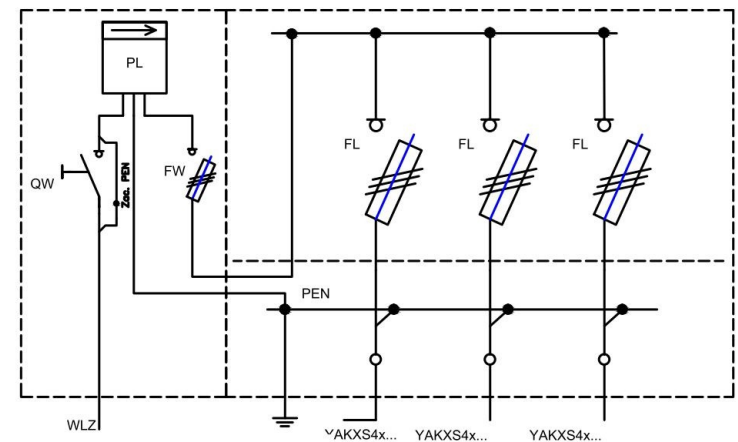 PL
FL
FL
FL
FW
QW
Zac. PEN
PEN
WLZ
YAKXS4x...
YAKXS4x...
YAKXS4x...